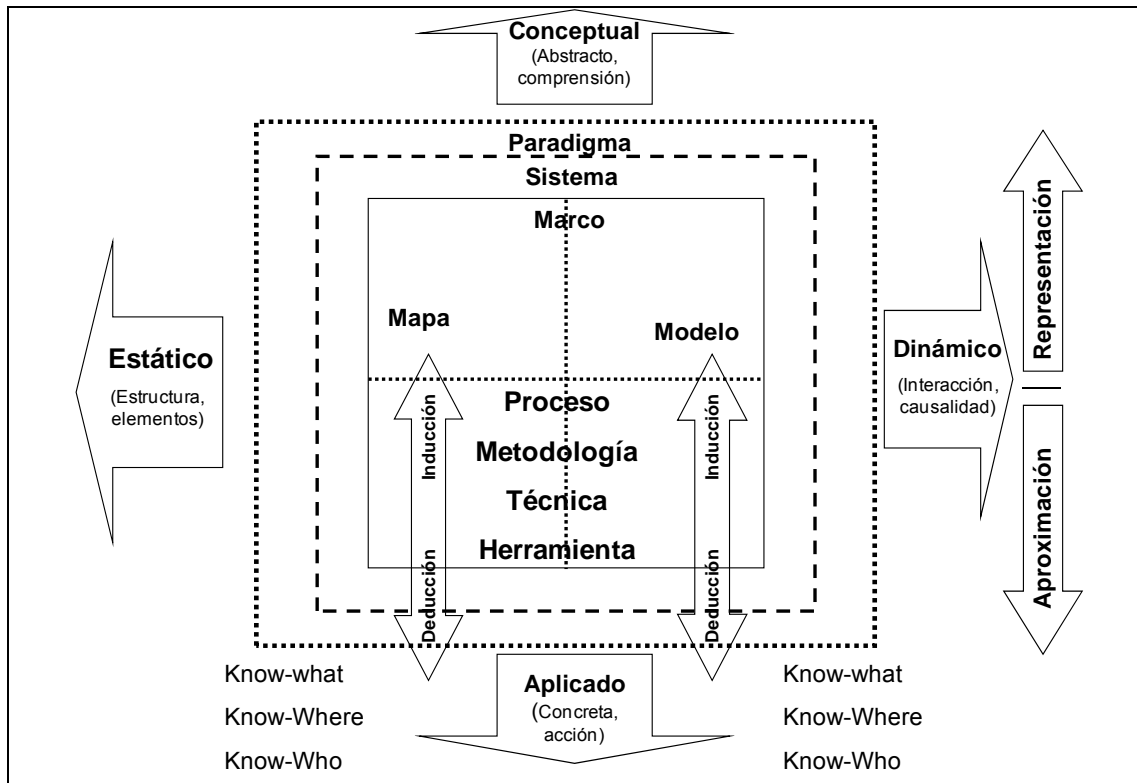 Conceptual
(Abstracto,
comprensión)
Paradigma
Sistema
Marco
Mapa
Modelo
Estático
(Estructura,
elementos)
Dinámico
(Interacción,
causalidad)
Representación
Aproximación
Proceso
Metodología
Técnica
Herramienta
Inducción
Deducción
Inducción
Deducción
Know-what
Know-Where
Know-Who
Aplicado
(Concreta,
acción)
Know-what
Know-Where
Know-Who